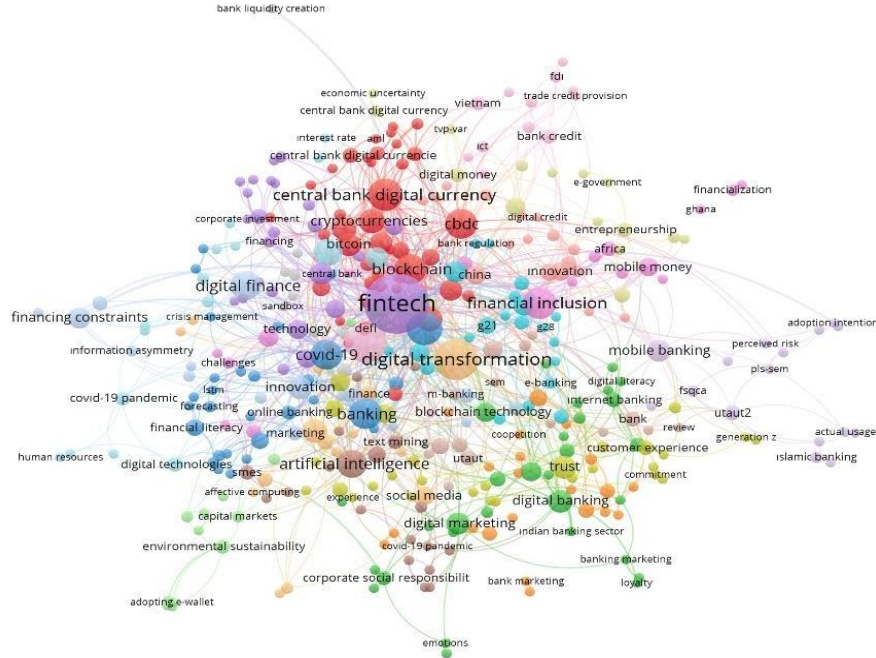 bank liquidity creation
fdi
economic uncertainty
trade credit provision
vietnam
central bank digital currency
tvp-var
bank credit
interest rate
aml
ict
central bank digital currencie
digital money
e-government
central bank digital currency
financialization
corporate investment
cryptocurrencies
cbdc
digital credit
ghana
financing
bitcoin
bank regulation
entrepreneurship
africa
central bank
blockchain
china
innovation
mobile money
digital finance
fintech
financial inclusion
sandbox
financing constraints
crisis management
technology
defi
g21
g28
adoption intention
information asymmetry
covid-19
digital transformation
mobile banking
perceived risk
challenges
pls-sem
covid-19 pandemic
lstm
innovation
finance
sem
e-banking
digital literacy
m-banking
internet banking
fsqca
forecasting
online banking
banking
blockchain technology
bank
utaut2
financial literacy
marketing
coopetition
review
generation z
actual usage
text mining
customer experience
human resources
digital technologies
smes
artificial intelligence
utaut
trust
commitment
islamic banking
affective computing
experience
social media
digital banking
capital markets
digital marketing
indian banking sector
environmental sustainability
covid-19 pandemic
banking marketing
corporate social responsibilit
bank marketing
loyalty
adopting e-wallet
emotions